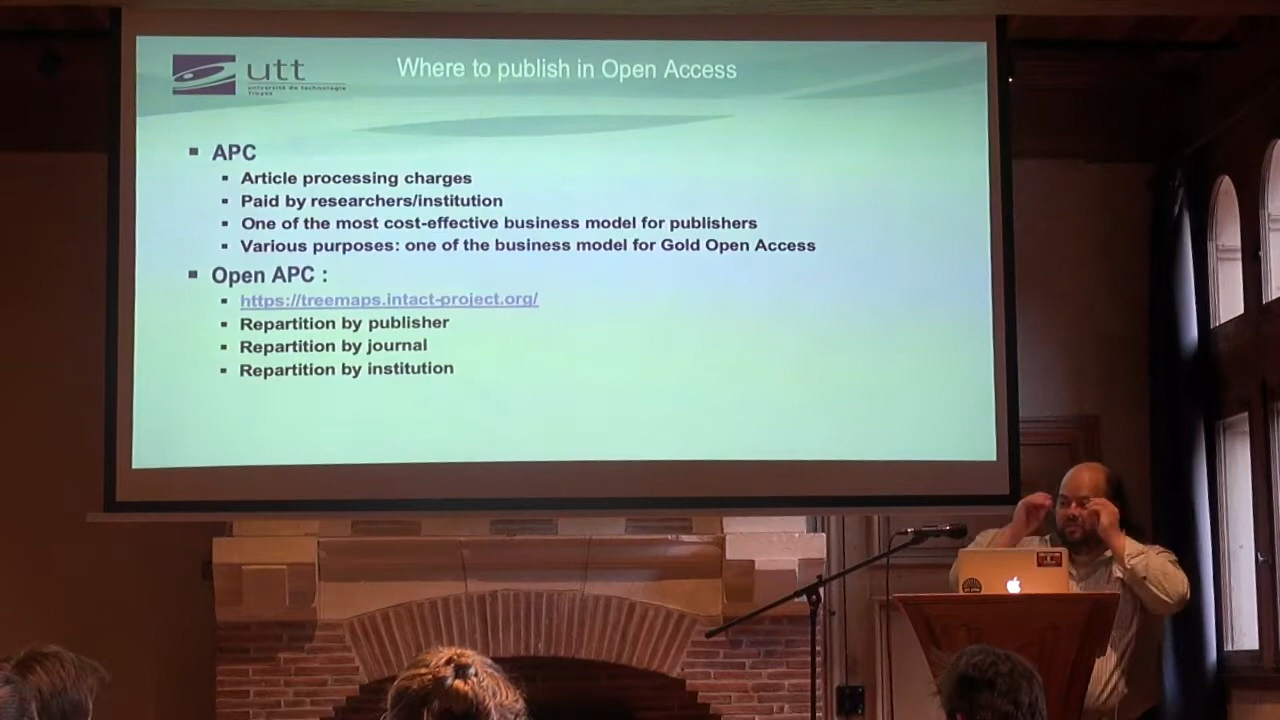 utt
université de technologie
Troyes
Where to publish in Open Access
APC
Article processing charges
Paid by researchers/institution
One of the most cost-effective business model for publishers
Various purposes: one of the business model for Gold Open Access
Open APC :
https://treemaps.intact-project.org/
Repartition by publisher
Repartition by journal
Repartition by institution